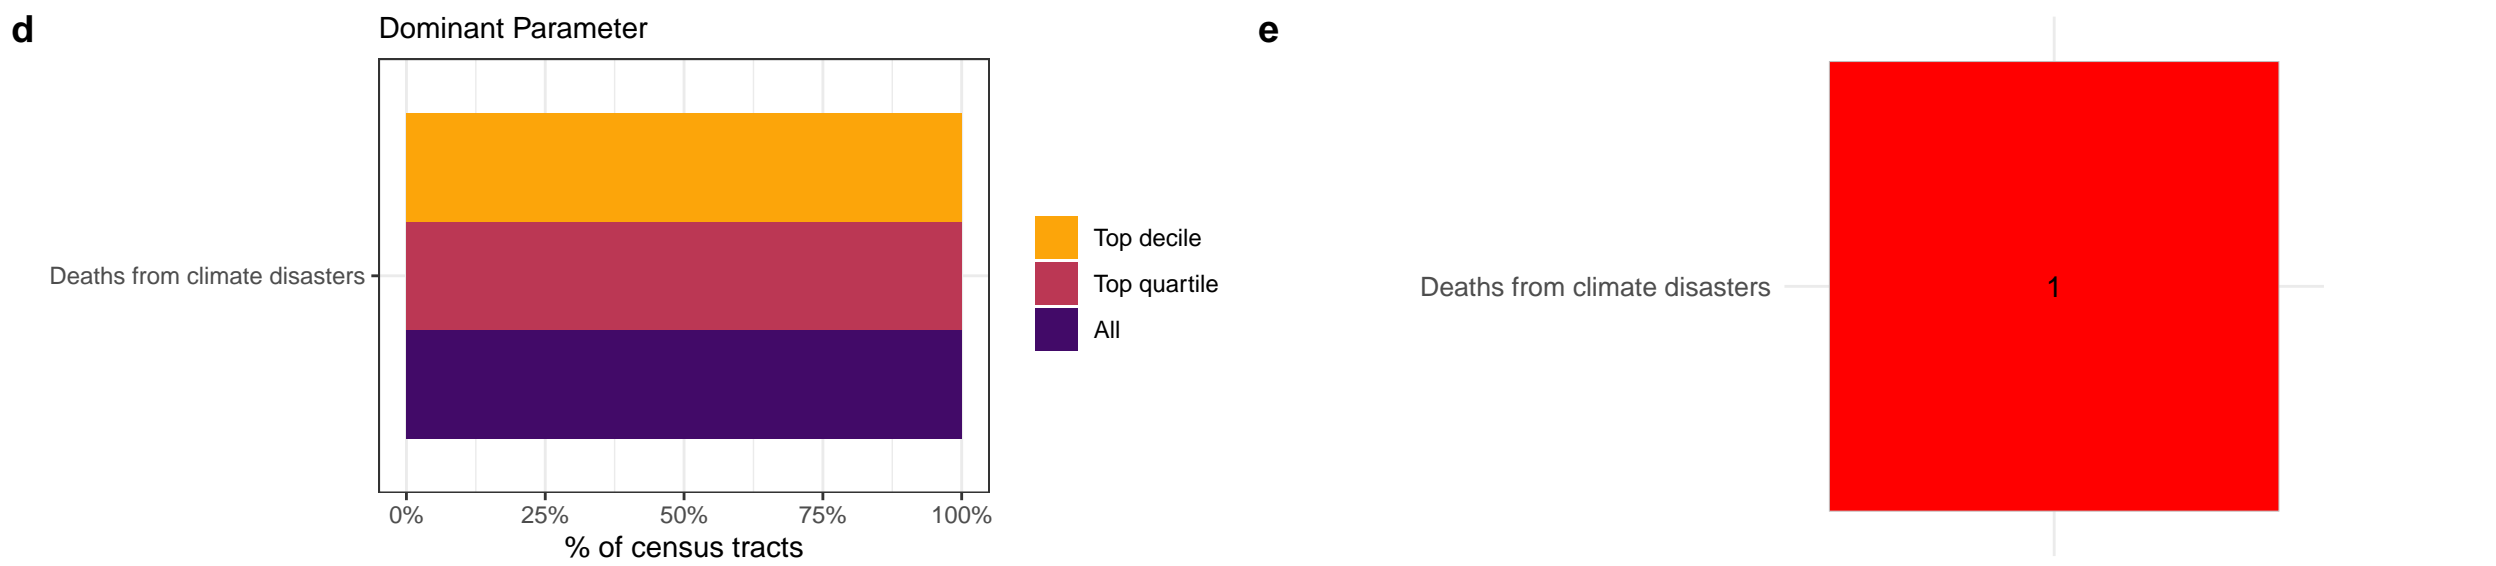 d
Dominant Parameter
Deaths from climate disasters
0% 25% 50% 75% 100%
% of census tracts
Top decile
Top quartile
All
e
Deaths from climate disasters
1